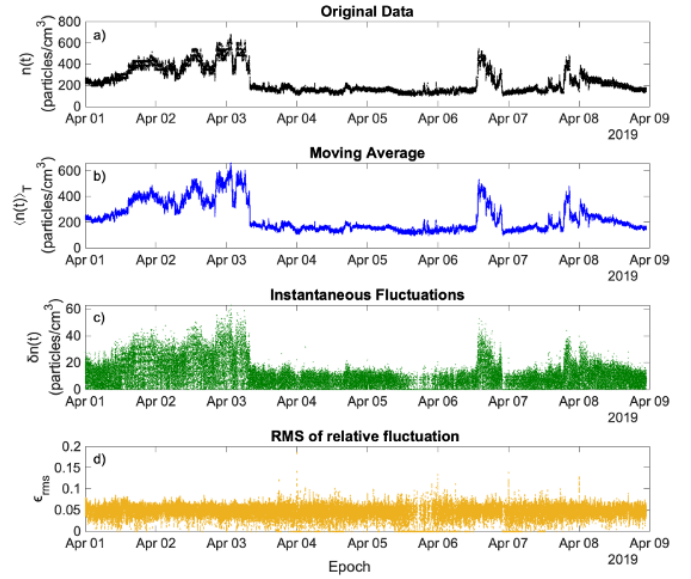 Original Data
a)
n(t)
(particles/cm³)
800
600
400
200
0
Apr 01 Apr 02 Apr 03 Apr 04 Apr 05 Apr 06 Apr 07 Apr 08 Apr 09
2019
Moving Average
b)
⟨n(t)⟩T
(particles/cm³)
600
400
200
0
Apr 01 Apr 02 Apr 03 Apr 04 Apr 05 Apr 06 Apr 07 Apr 08 Apr 09
2019
Instantaneous Fluctuations
c)
δn(t)
(particles/cm³)
60
40
20
0
Apr 01 Apr 02 Apr 03 Apr 04 Apr 05 Apr 06 Apr 07 Apr 08 Apr 09
2019
RMS of relative fluctuation
d)
ϵrms
0.2
0.15
0.1
0.05
0
Apr 01 Apr 02 Apr 03 Apr 04 Apr 05 Apr 06 Apr 07 Apr 08 Apr 09
2019
Epoch